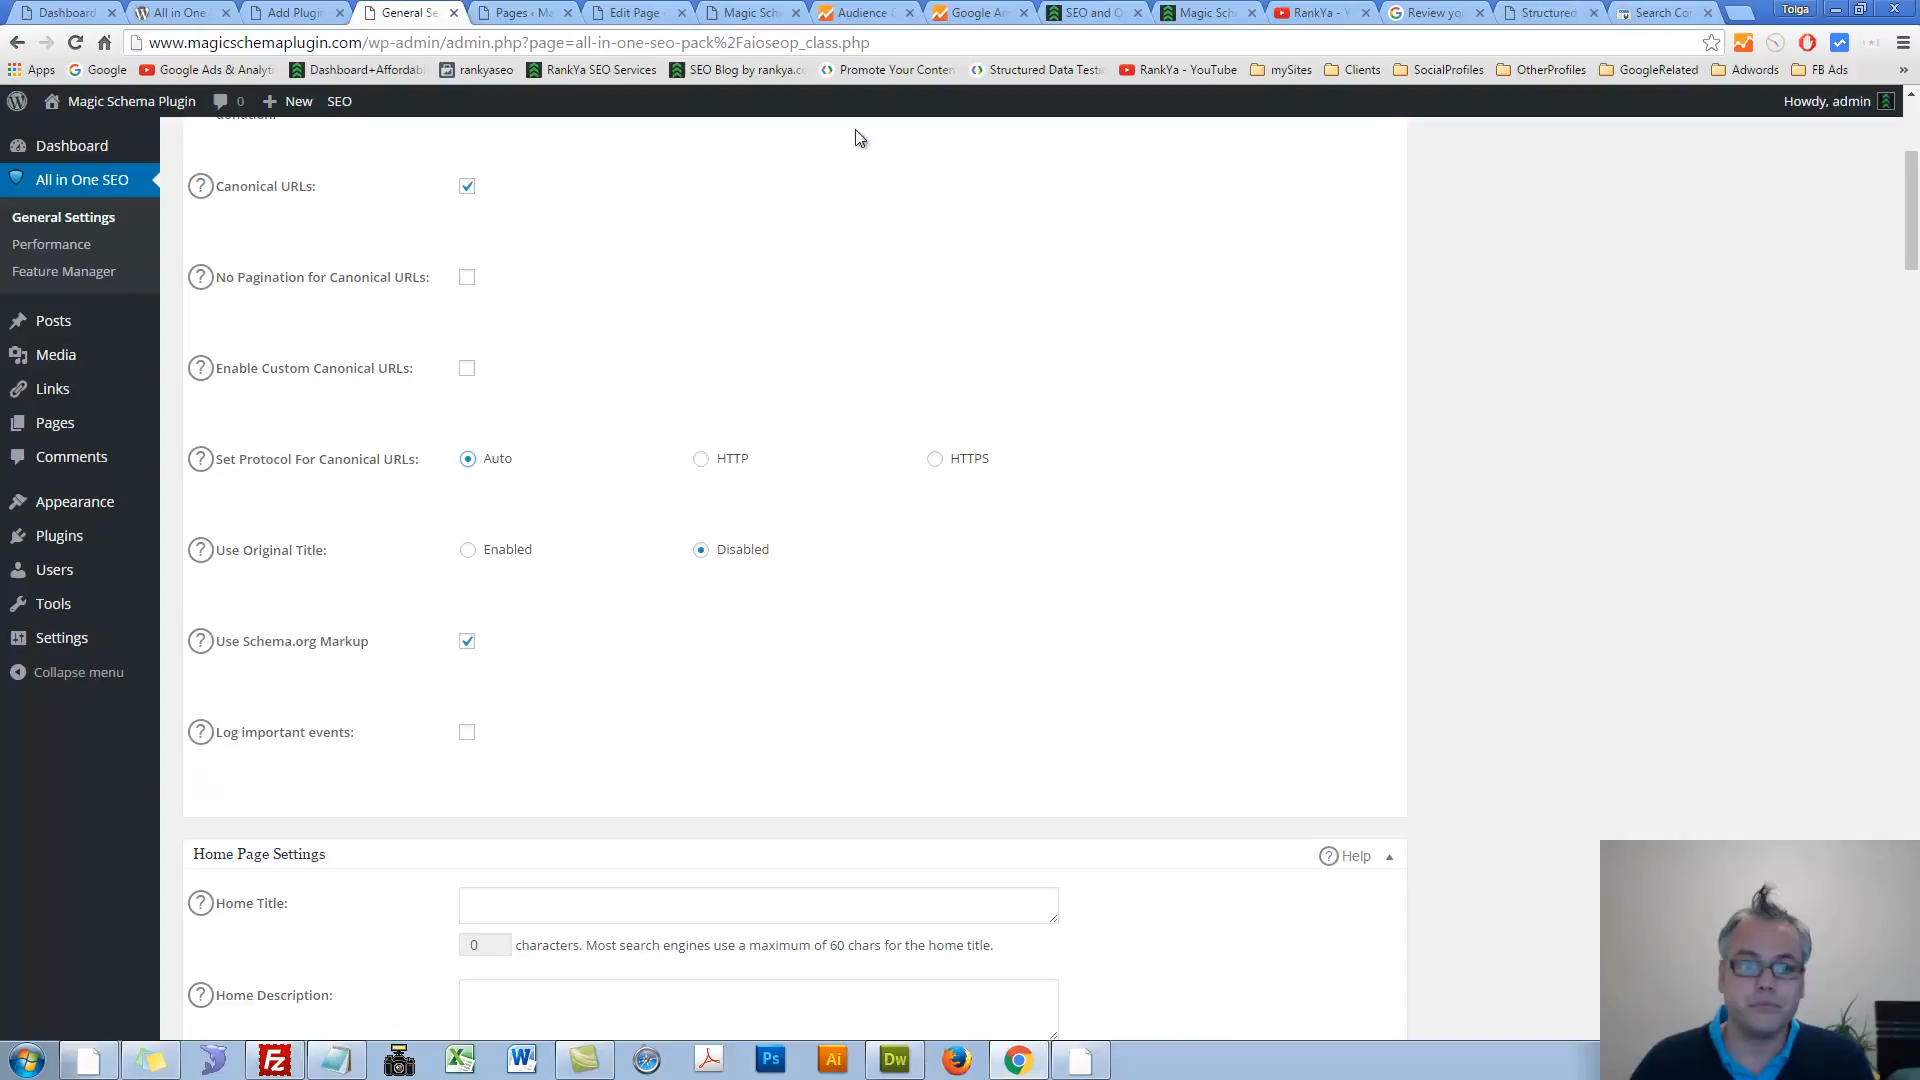 Dashboard
All in One
Add Plugin
General Se
Pages ‹ Ma
Edit Page
Magic Sch
Audience
Google An
SEO and O
Magic Sch
RankYa -
Review yo
Structured
Search Co
Tolga
www.magicschemaplugin.com/wp-admin/admin.php?page=all-in-one-seo-pack%2Faioseop_class.php
Apps
Google
Google Ads & Analyti
Dashboard+Affordabl
rankyaseo
RankYa SEO Services
SEO Blog by rankya.co
Promote Your Conten
Structured Data Testi
RankYa - YouTube
mySites
Clients
SocialProfiles
OtherProfiles
GoogleRelated
Adwords
FB Ads
»
Magic Schema Plugin
0
New
SEO
Howdy, admin
Dashboard
All in One SEO
General Settings
Performance
Feature Manager
Posts
Media
Links
Pages
Comments
Appearance
Plugins
Users
Tools
Settings
Collapse menu
donation.
? Canonical URLs:
? No Pagination for Canonical URLs:
? Enable Custom Canonical URLs:
? Set Protocol For Canonical URLs: Auto HTTP HTTPS
? Use Original Title: Enabled Disabled
? Use Schema.org Markup
? Log important events:
Home Page Settings
? Help
? Home Title:
0 characters. Most search engines use a maximum of 60 chars for the home title.
? Home Description:
Fz
W
Ps
Ai
Dw